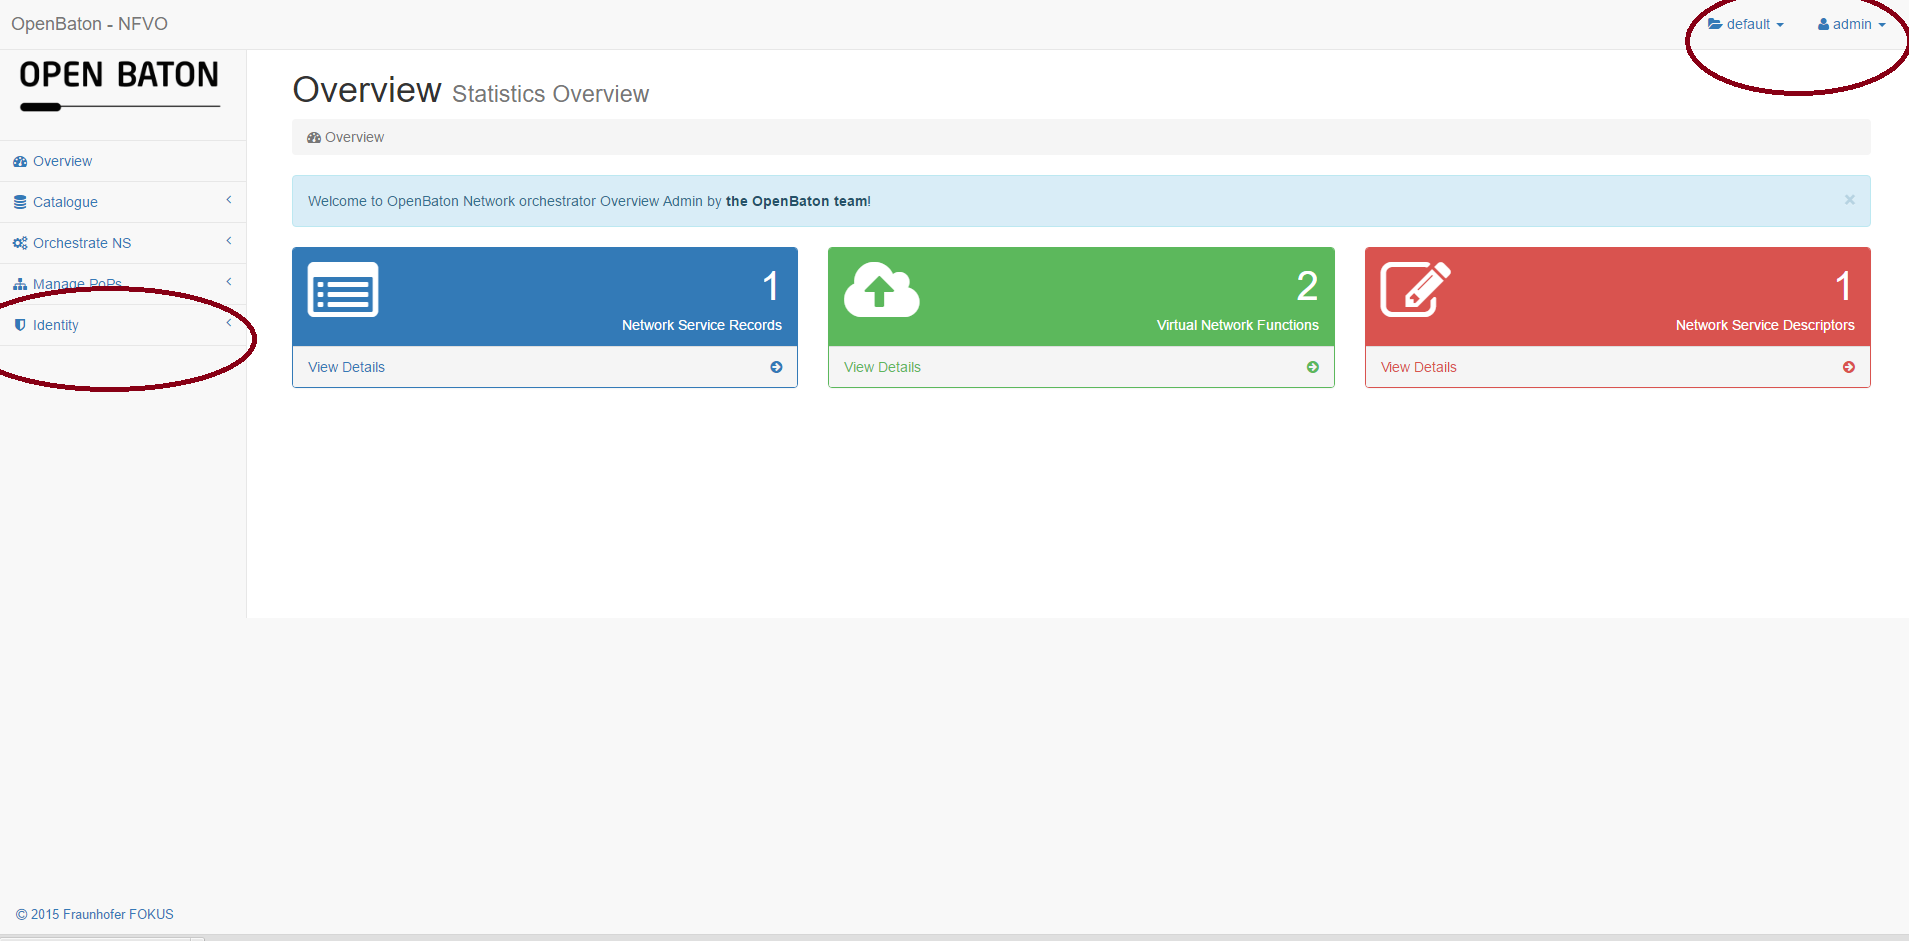 OpenBaton - NFVO
default
admin
OPEN BATON
Overview
Catalogue
Orchestrate NS
Manage PoPs
Identity
Overview Statistics Overview
Overview
Welcome to OpenBaton Network orchestrator Overview Admin by the OpenBaton team!
×
1
Network Service Records
View Details
2
Virtual Network Functions
View Details
1
Network Service Descriptors
View Details
© 2015 Fraunhofer FOKUS